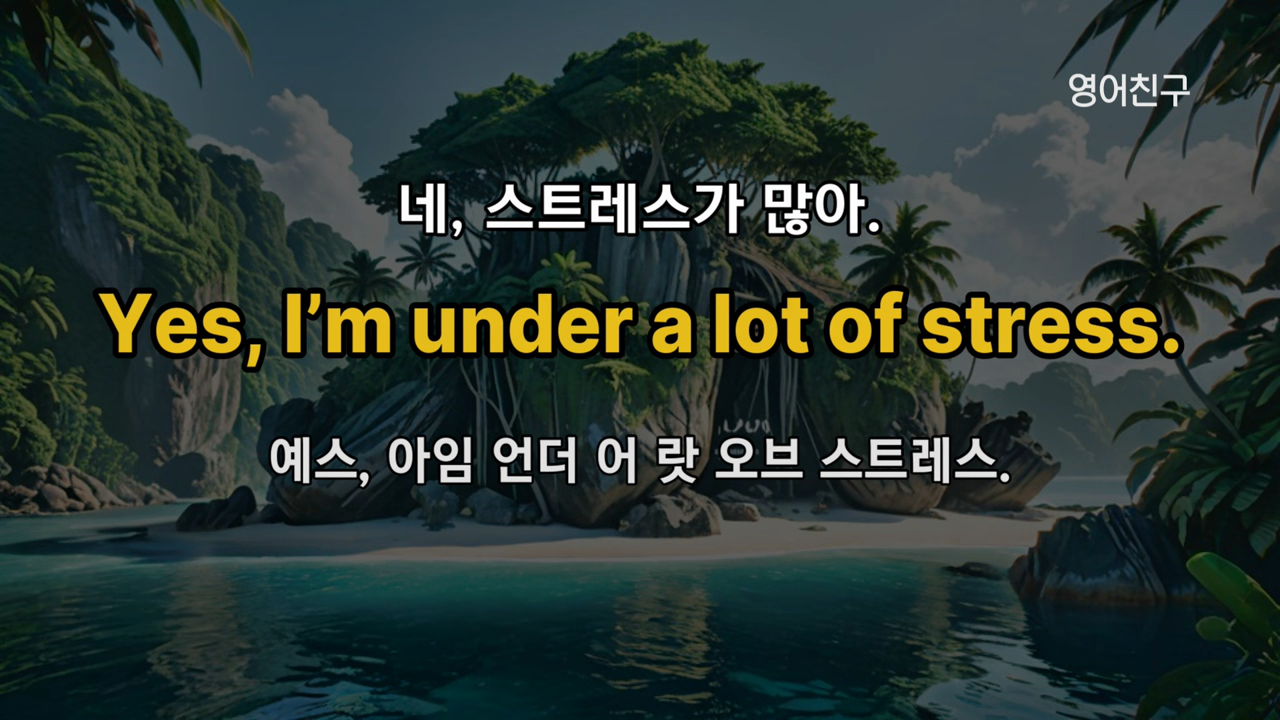 영어친구
네, 스트레스가 많아.
Yes, I’m under a lot of stress.
예스, 아임 언더 어 랏 오브 스트레스.